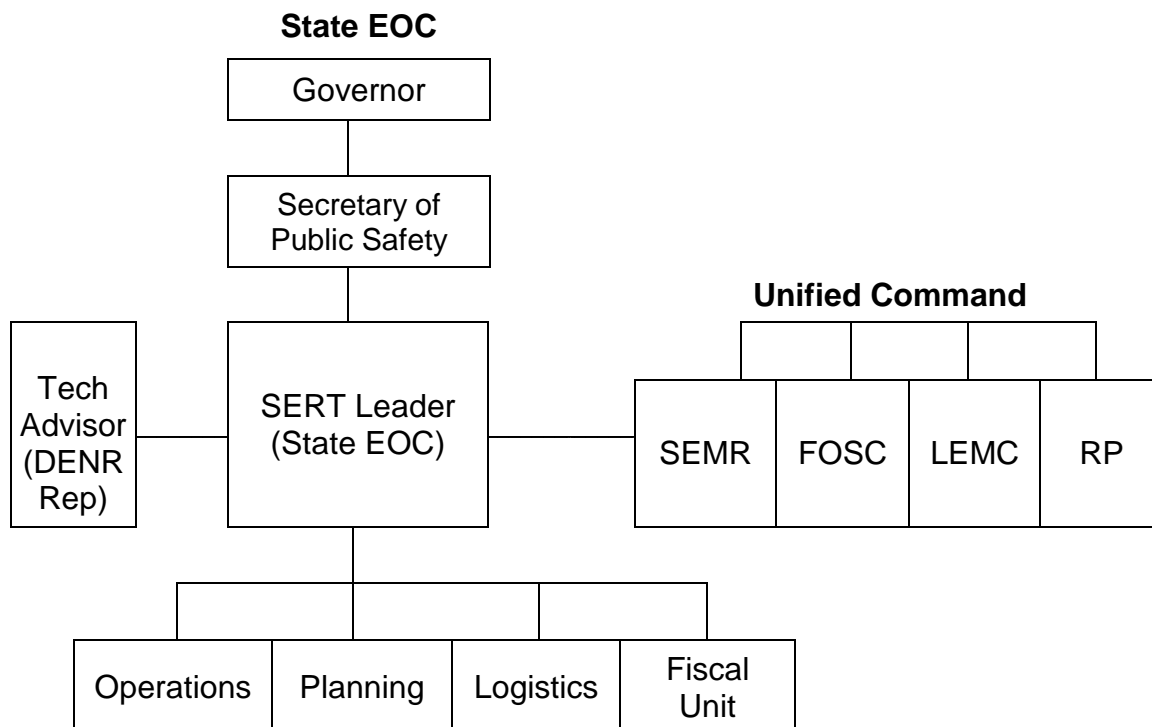 State EOC
Governor
Secretary of
Public Safety
Unified Command
Tech
Advisor
(DENR
Rep)
SERT Leader
(State EOC)
SEMR
FOSC
LEMC
RP
Operations
Planning
Logistics
Fiscal
Unit